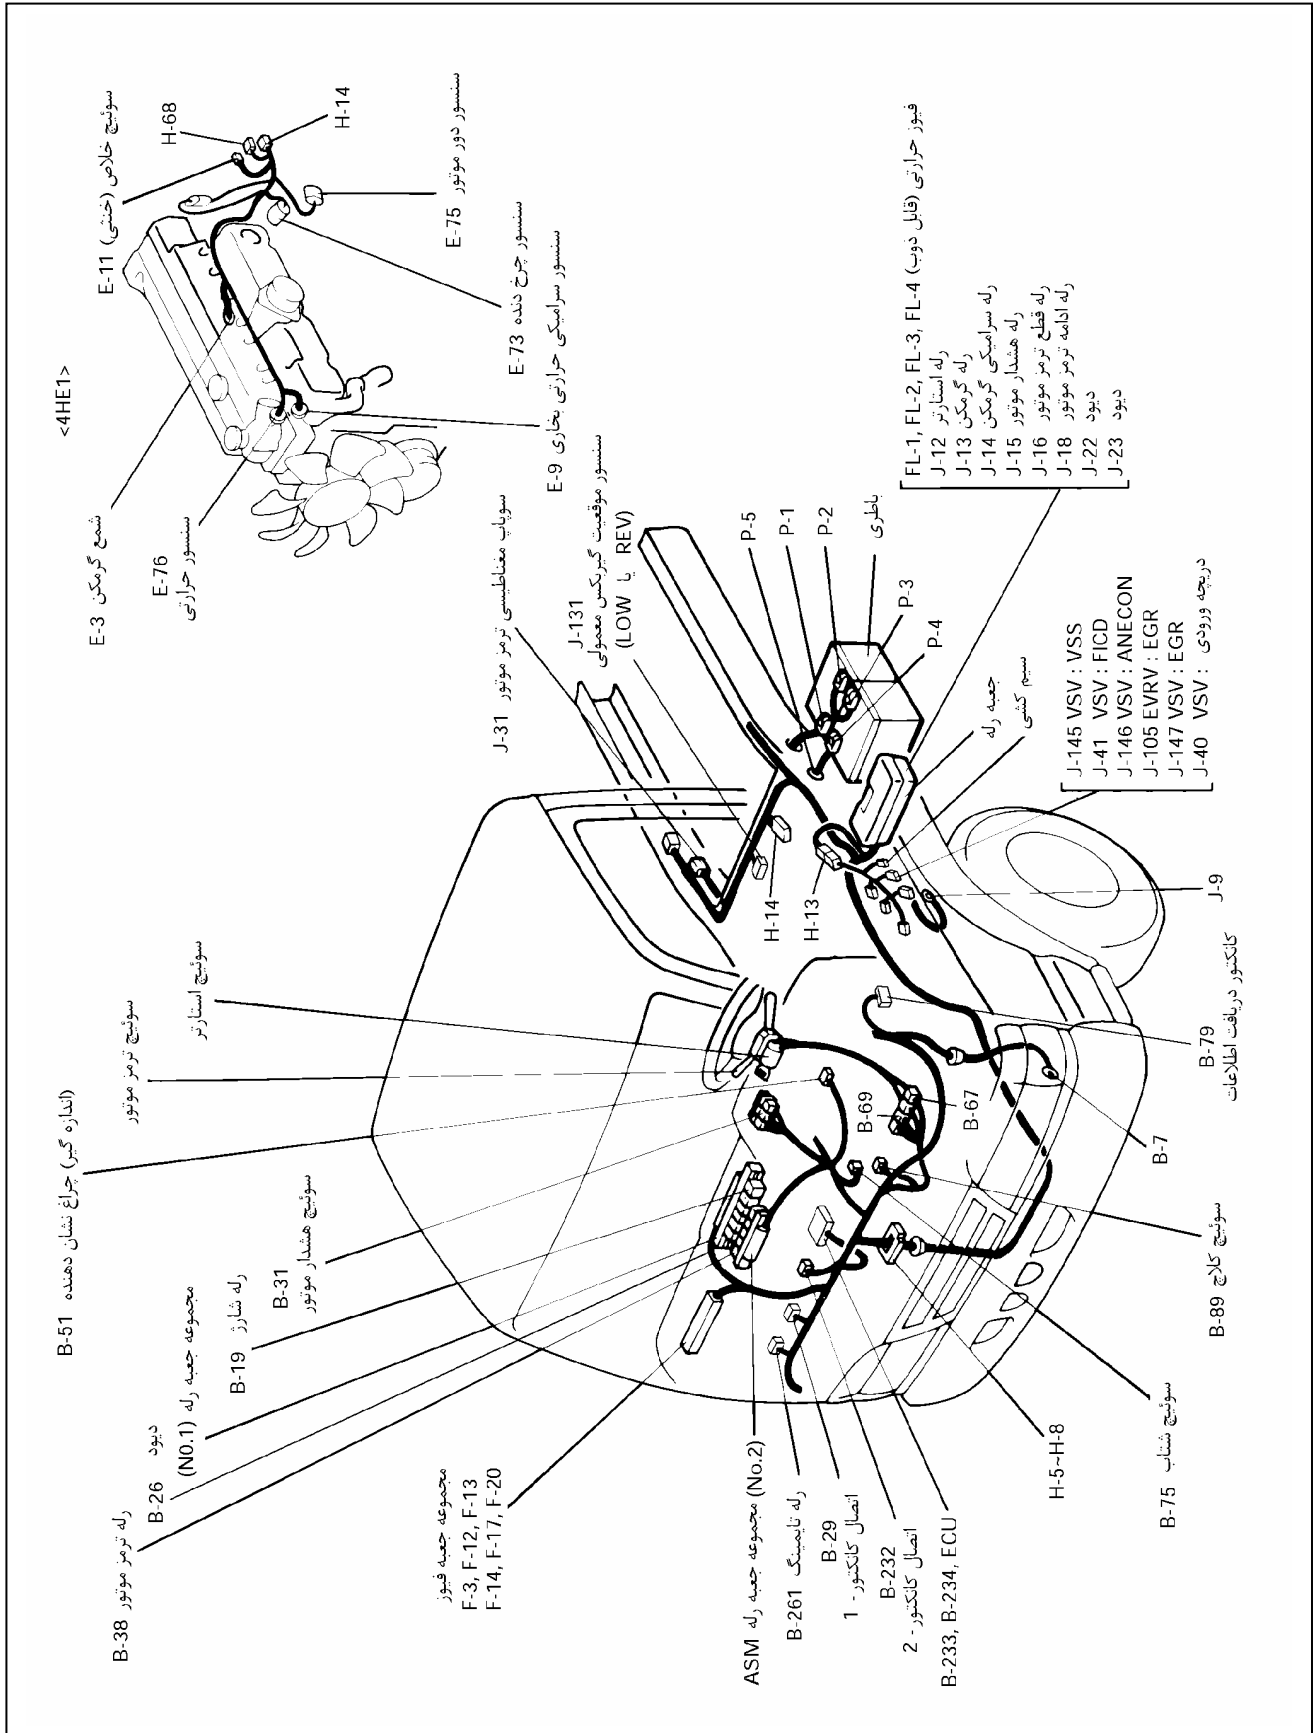 B-38 رله ترمز موتور
B-26 دیود
مجموعه جعبه رله (N0.1)
B-19 رله شارژ
B-31
سوئیچ هشدار موتور
B-51 (اندازه گیر) چراغ نشان دهنده
سوئیچ ترمز موتور
سوئیچ استارتر
<4HE1>
E-11 سوئیچ خلاص (خنثی)
H-68
H-14
E-75 سنسور دور موتور
E-73 سنسور چرخ دنده
E-9 سنسور سرامیکی حرارتی بخاری
E-3 شمع گرمکن
E-76
سنسور حرارتی
J-31 سوپاپ مغناطیسی ترمز موتور
J-131
سنسور موقعیت گیربکس معمولی
(LOW یا REV)
P-5
P-1
P-2
باطری
P-3
P-4
FL-1, FL-2, FL-3, FL-4 فیوز حرارتی (قابل ذوب)
J-12 رله استارتر
J-13 رله گرمکن
J-14 رله سرامیکی گرمکن
J-15 رله هشدار موتور
J-16 رله قطع ترمز موتور
J-18 رله ادامه ترمز موتور
J-22 دیود
J-23 دیود
جعبه رله
سیم کشی
J-145 VSV : VSS
J-41 VSV : FICD
J-146 VSV : ANECON
J-105 EVRV : EGR
J-147 VSV : EGR
J-40 VSV : دریچه ورودی
H-14
H-13
J-9
B-79
کانکتور دریافت اطلاعات
B-69
B-67
B-7
B-89 سوئیچ کلاچ
B-75 سوئیچ شتاب
H-5~H-8
مجموعه جعبه فیوز
F-3, F-12, F-13
F-14, F-17, F-20
ASM مجموعه جعبه رله (No.2)
B-261 رله تایمینگ
B-29
اتصال کانکتور - 1
B-232
اتصال کانکتور - 2
B-233, B-234, ECU